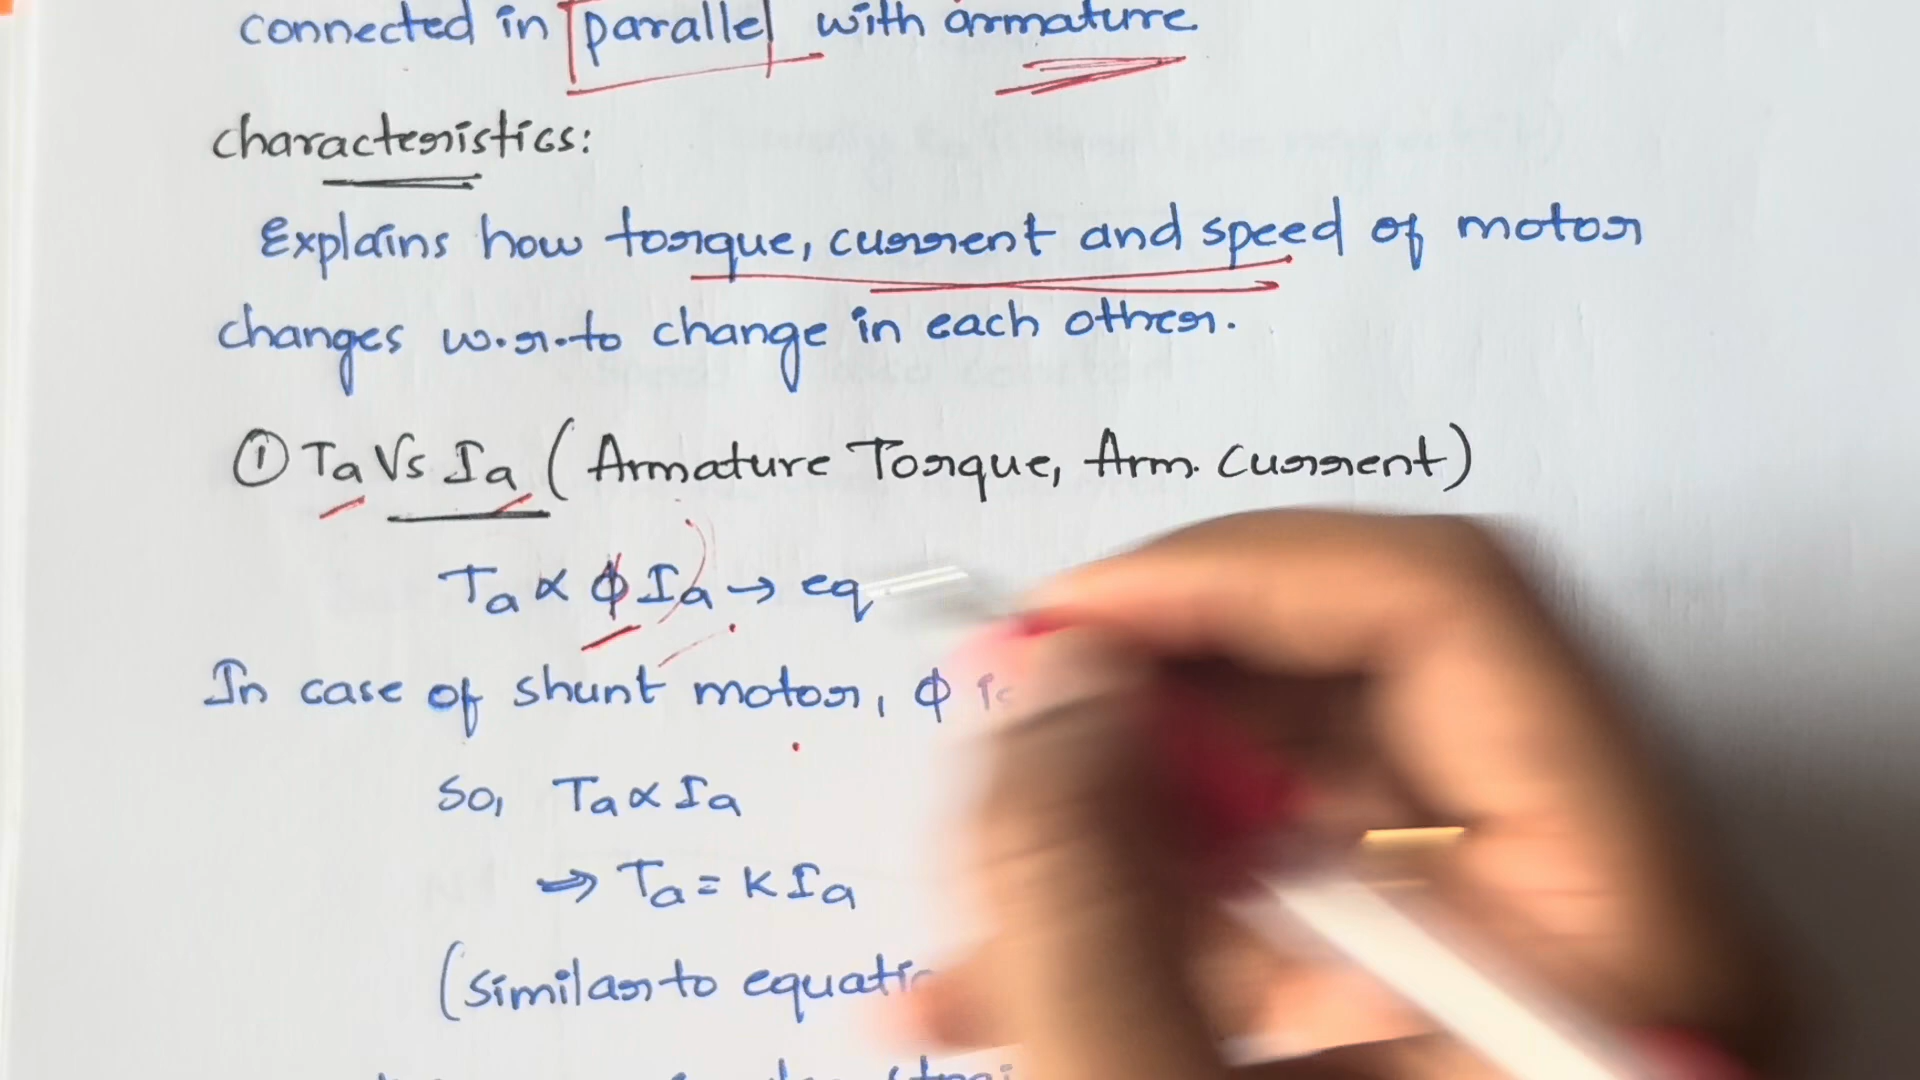 connected in parallel with armature
characteristics:
Explains how torque, current and speed of motor
changes w.r.to change in each other.
① Ta Vs Ia (Armature Torque, Arm. Current)
Ta ∝ ϕ Ia → eq
In case of shunt motor, ϕ is
So, Ta ∝ Ia
⇒ Ta = K Ia
(similar to